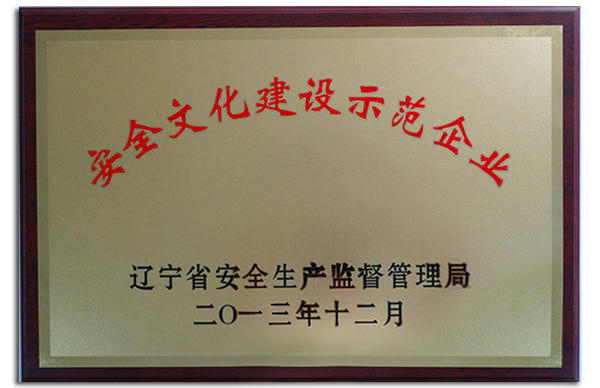 安全文化建设示范企业
辽宁省安全生产监督管理局
二〇一三年十二月